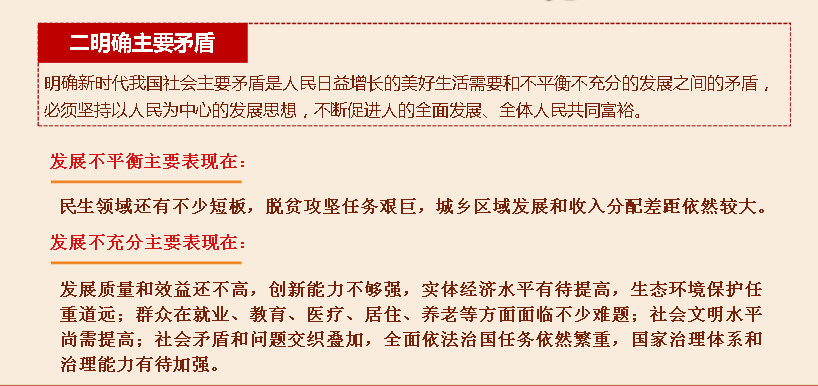 二明确主要矛盾
明确新时代我国社会主要矛盾是人民日益增长的美好生活需要和不平衡不充分的发展之间的矛盾，
必须坚持以人民为中心的发展思想，不断促进人的全面发展、全体人民共同富裕。
发展不平衡主要表现在：
民生领域还有不少短板，脱贫攻坚任务艰巨，城乡区域发展和收入分配差距依然较大。
发展不充分主要表现在：
发展质量和效益还不高，创新能力不够强，实体经济水平有待提高，生态环境保护任
重道远；群众在就业、教育、医疗、居住、养老等方面面临不少难题；社会文明水平
尚需提高；社会矛盾和问题交织叠加，全面依法治国任务依然繁重，国家治理体系和
治理能力有待加强。